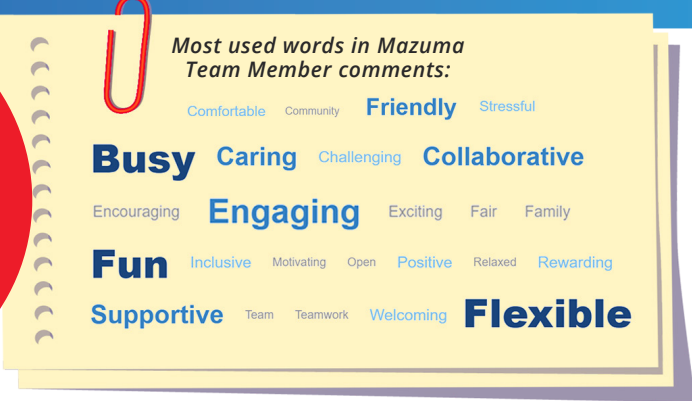 Most used words in Mazuma
Team Member comments:
Comfortable Community Friendly Stressful
Busy Caring Challenging Collaborative
Encouraging Engaging Exciting Fair Family
Fun Inclusive Motivating Open Positive Relaxed Rewarding
Supportive Team Teamwork Welcoming Flexible